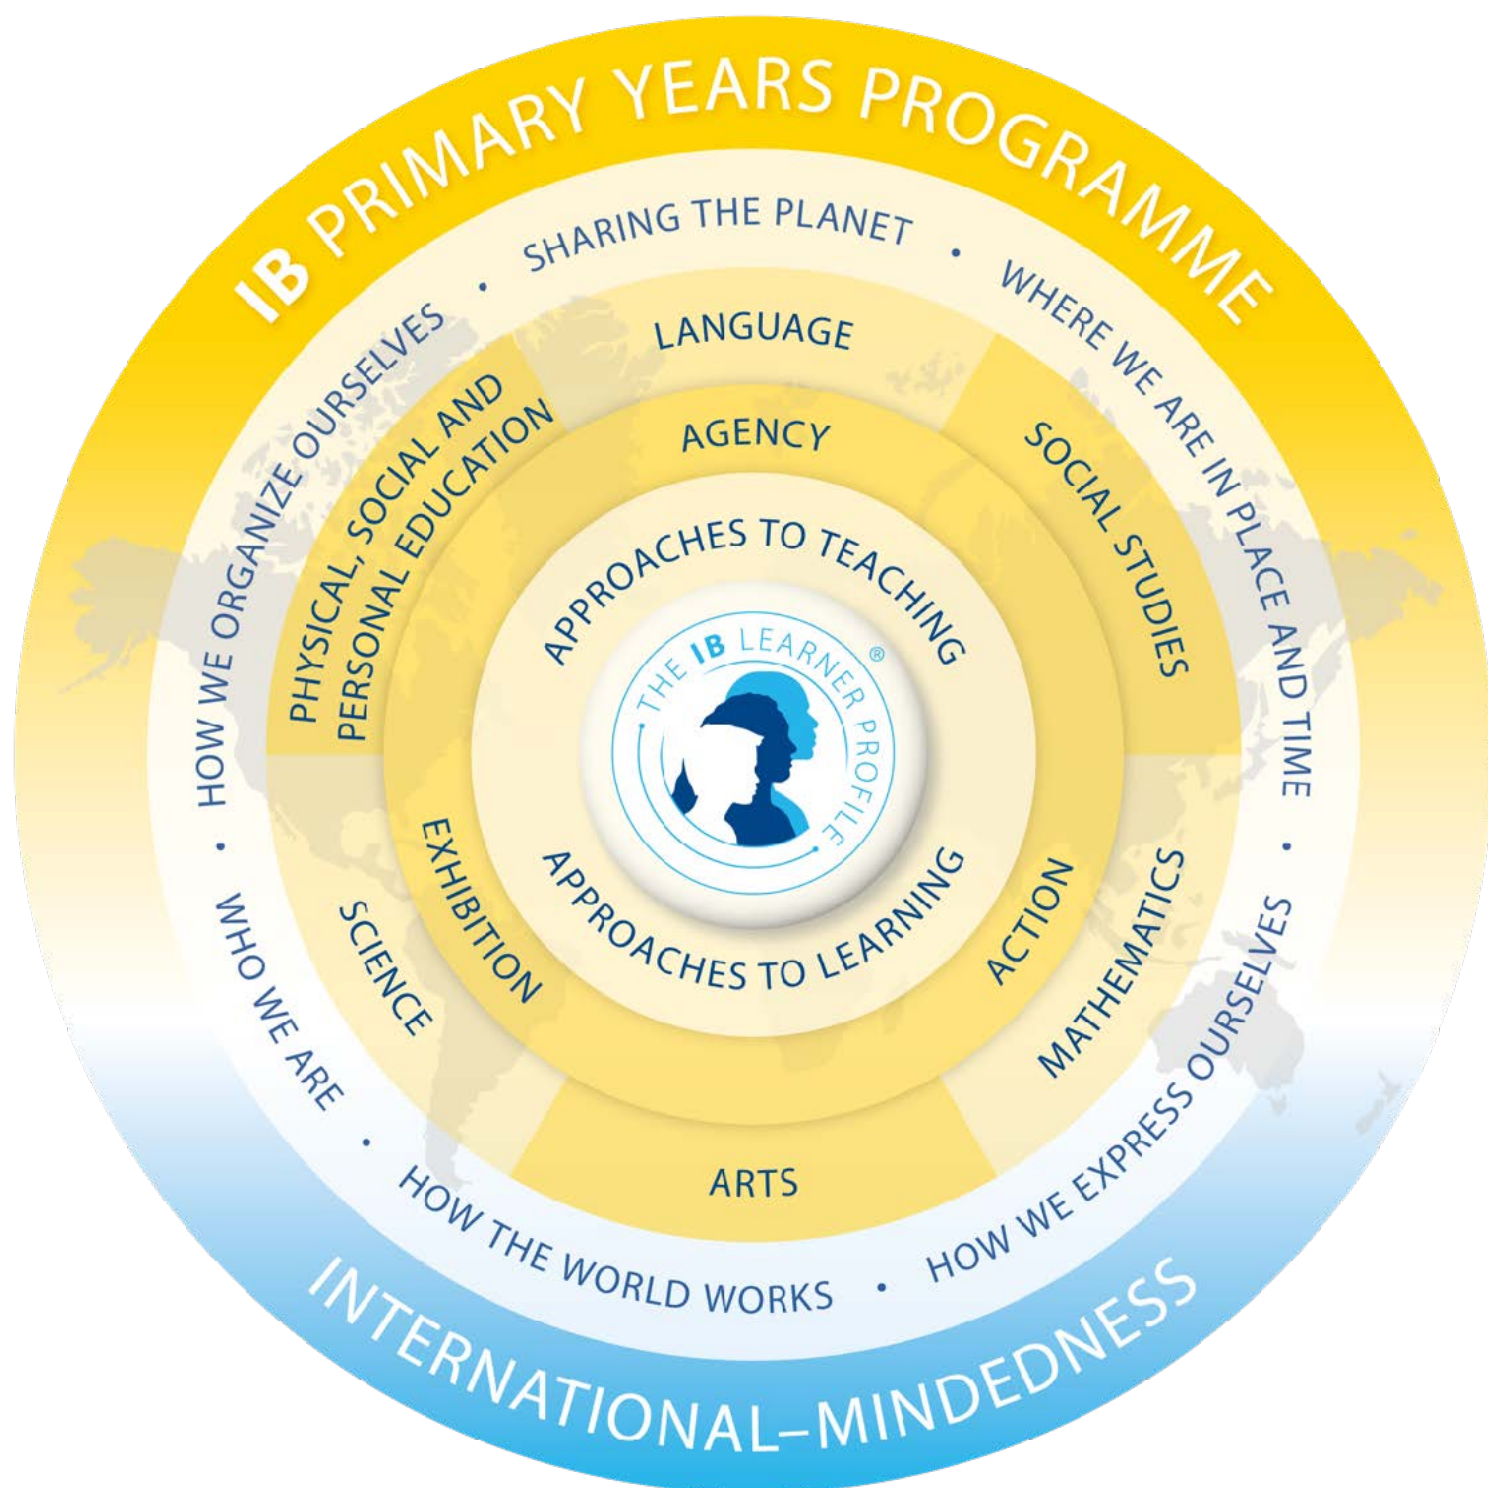 IB PRIMARY YEARS PROGRAMME
SHARING THE PLANET
•
WHERE WE ARE IN PLACE AND TIME
•
HOW WE EXPRESS OURSELVES
•
HOW THE WORLD WORKS
•
WHO WE ARE
•
HOW WE ORGANIZE OURSELVES
•
LANGUAGE
SOCIAL STUDIES
MATHEMATICS
ARTS
SCIENCE
PHYSICAL, SOCIAL AND
PERSONAL EDUCATION
AGENCY
ACTION
EXHIBITION
APPROACHES TO TEACHING
THE IB LEARNER PROFILE ®
APPROACHES TO LEARNING
INTERNATIONAL–MINDEDNESS